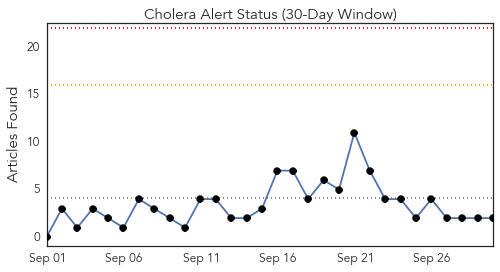 Cholera Alert Status (30-Day Window)
Articles Found
20
15
10
5
0
Sep 01 Sep 06 Sep 11 Sep 16 Sep 21 Sep 26